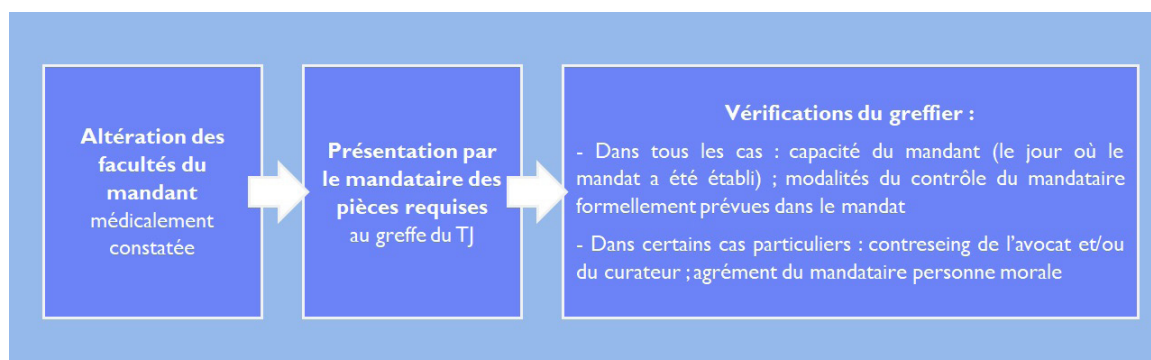 Altération des
facultés du
mandant
médicalement
constatée
Présentation par
le mandataire des
pièces requises
au greffe du TJ
Vérifications du greffier :
- Dans tous les cas : capacité du mandant (le jour où le
mandat a été établi) ; modalités du contrôle du mandataire
formellement prévues dans le mandat
- Dans certains cas particuliers : contreseing de l’avocat et/ou
du curateur ; agrément du mandataire personne morale